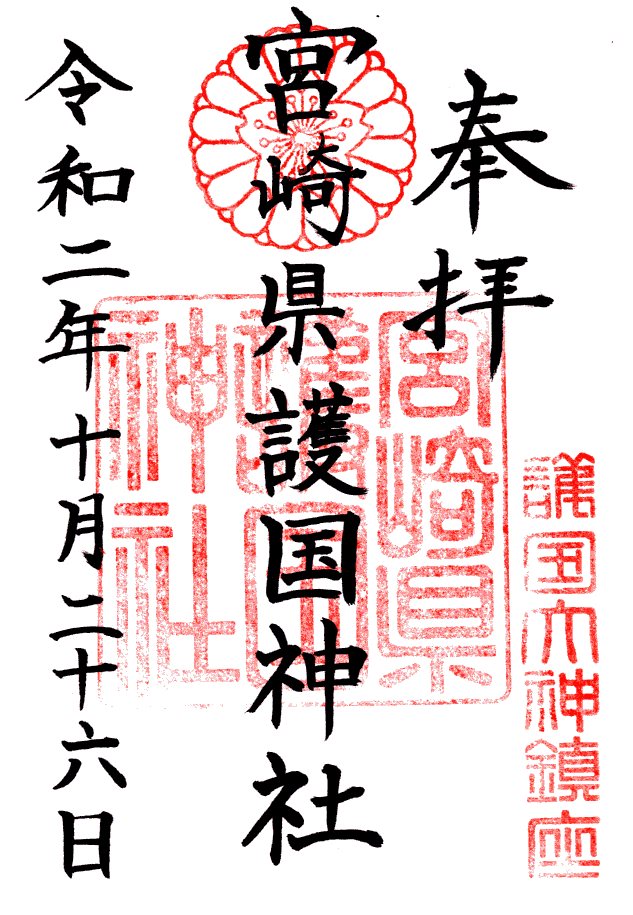 奉拝
護国大神鎮座
宮崎県護国神社
宮崎県
護国
神社
令和二年十月二十六日